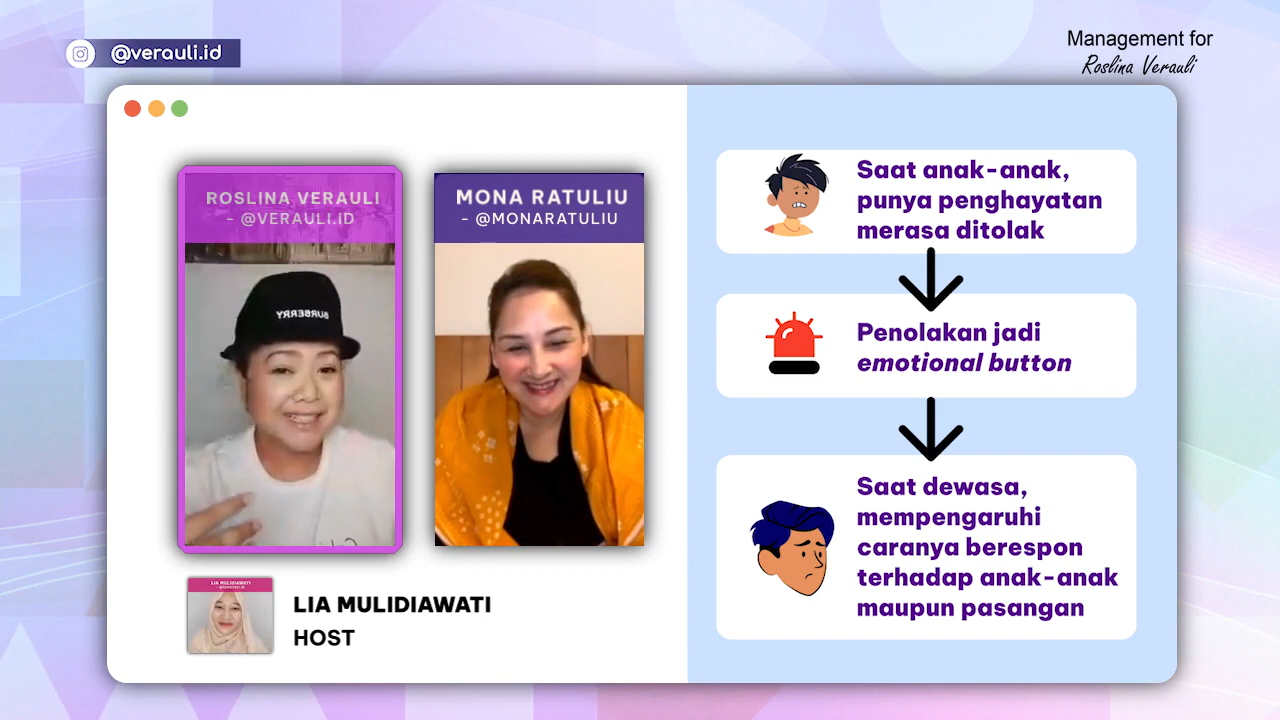 @verauli.id
Management for
Roslina Verauli
ROSLINA VERAULI
- @VERAULI.ID
MONA RATULIU
- @MONARATULIU
BURBERRY
LIA MULIDIAWATI
LIA MULIDIAWATI
HOST
Saat anak-anak,
punya penghayatan
merasa ditolak
Penolakan jadi
emotional button
Saat dewasa,
mempengaruhi
caranya berespon
terhadap anak-anak
maupun pasangan